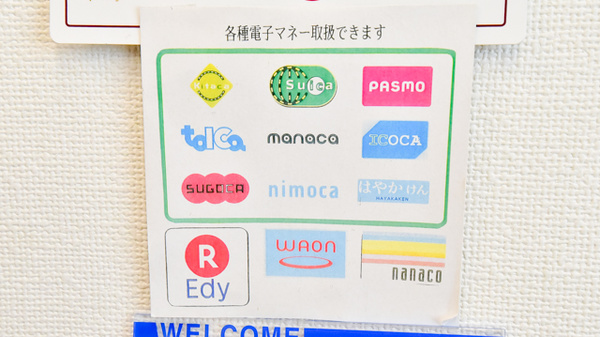 各種電子マネー取扱できます
Kitaca
Suica
PASMO
TOICa
manaca
ICOCA
SUGOCA
nimoca
はやかけん
HAYAKAKEN
R
Edy
WAON
nanaco
WELCOME